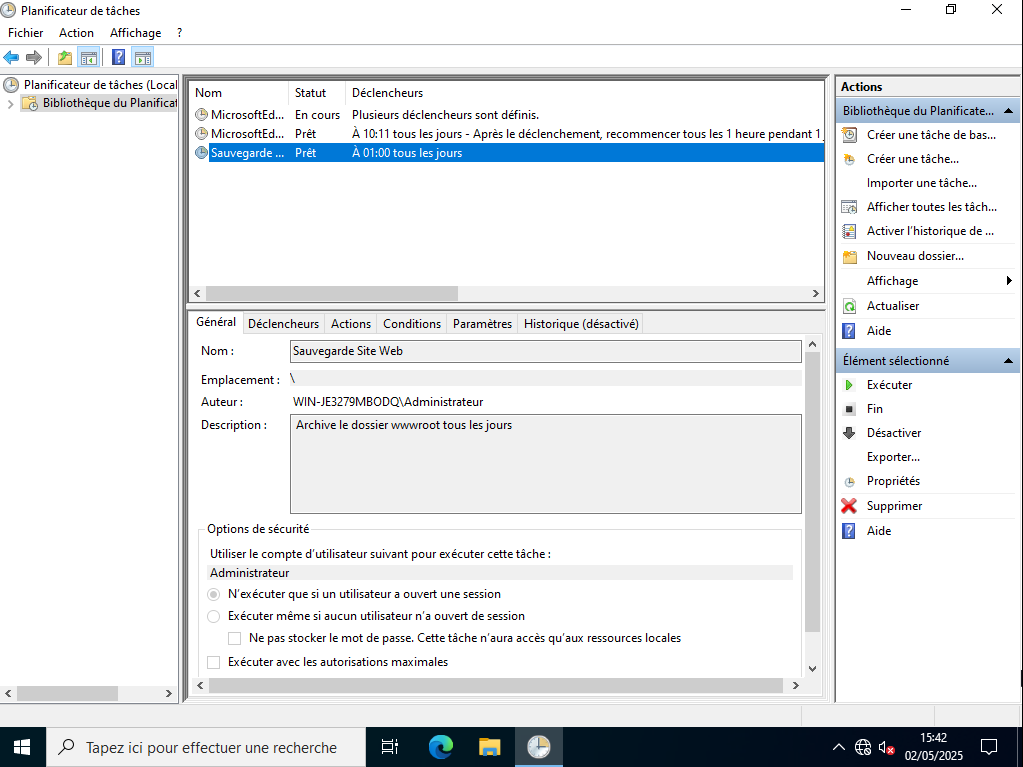 Planificateur de tâches
Fichier Action Affichage ?
Planificateur de tâches (Local
Bibliothèque du Planificat
Nom Statut Déclencheurs
MicrosoftEd... En cours Plusieurs déclencheurs sont définis.
MicrosoftEd... Prêt À 10:11 tous les jours - Après le déclenchement, recommencer tous les 1 heure pendant 1
Sauvegarde ... Prêt À 01:00 tous les jours
Général Déclencheurs Actions Conditions Paramètres Historique (désactivé)
Nom : Sauvegarde Site Web
Emplacement : \
Auteur : WIN-JE3279MBODQ\Administrateur
Description : Archive le dossier wwwroot tous les jours
Options de sécurité
Utiliser le compte d'utilisateur suivant pour exécuter cette tâche :
Administrateur
N'exécuter que si un utilisateur a ouvert une session
Exécuter même si aucun utilisateur n'a ouvert de session
Ne pas stocker le mot de passe. Cette tâche n'aura accès qu'aux ressources locales
Exécuter avec les autorisations maximales
Actions
Bibliothèque du Planificate...
Créer une tâche de bas...
Créer une tâche...
Importer une tâche...
Afficher toutes les tâch...
Activer l'historique de ...
Nouveau dossier...
Affichage
Actualiser
Aide
Élément sélectionné
Exécuter
Fin
Désactiver
Exporter...
Propriétés
Supprimer
Aide
Tapez ici pour effectuer une recherche
15:42
02/05/2025